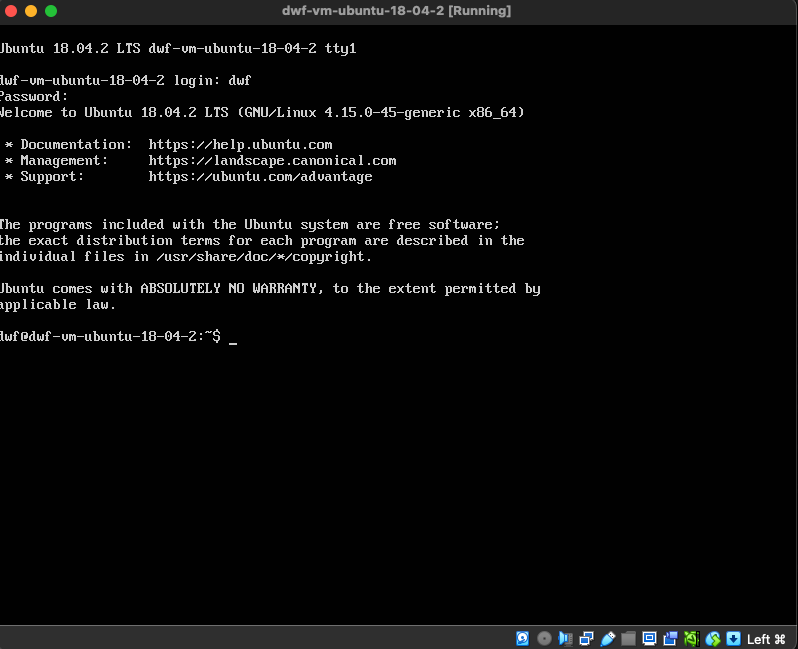 dwf-vm-ubuntu-18-04-2 [Running]
Ubuntu 18.04.2 LTS dwf-vm-ubuntu-18-04-2 tty1
dwf-vm-ubuntu-18-04-2 login: dwf
Password:
Welcome to Ubuntu 18.04.2 LTS (GNU/Linux 4.15.0-45-generic x86_64)
* Documentation:  https://help.ubuntu.com
* Management:     https://landscape.canonical.com
* Support:        https://ubuntu.com/advantage
The programs included with the Ubuntu system are free software;
the exact distribution terms for each program are described in the
individual files in /usr/share/doc/*/copyright.
Ubuntu comes with ABSOLUTELY NO WARRANTY, to the extent permitted by
applicable law.
dwf@dwf-vm-ubuntu-18-04-2:~$ _
Left ⌘